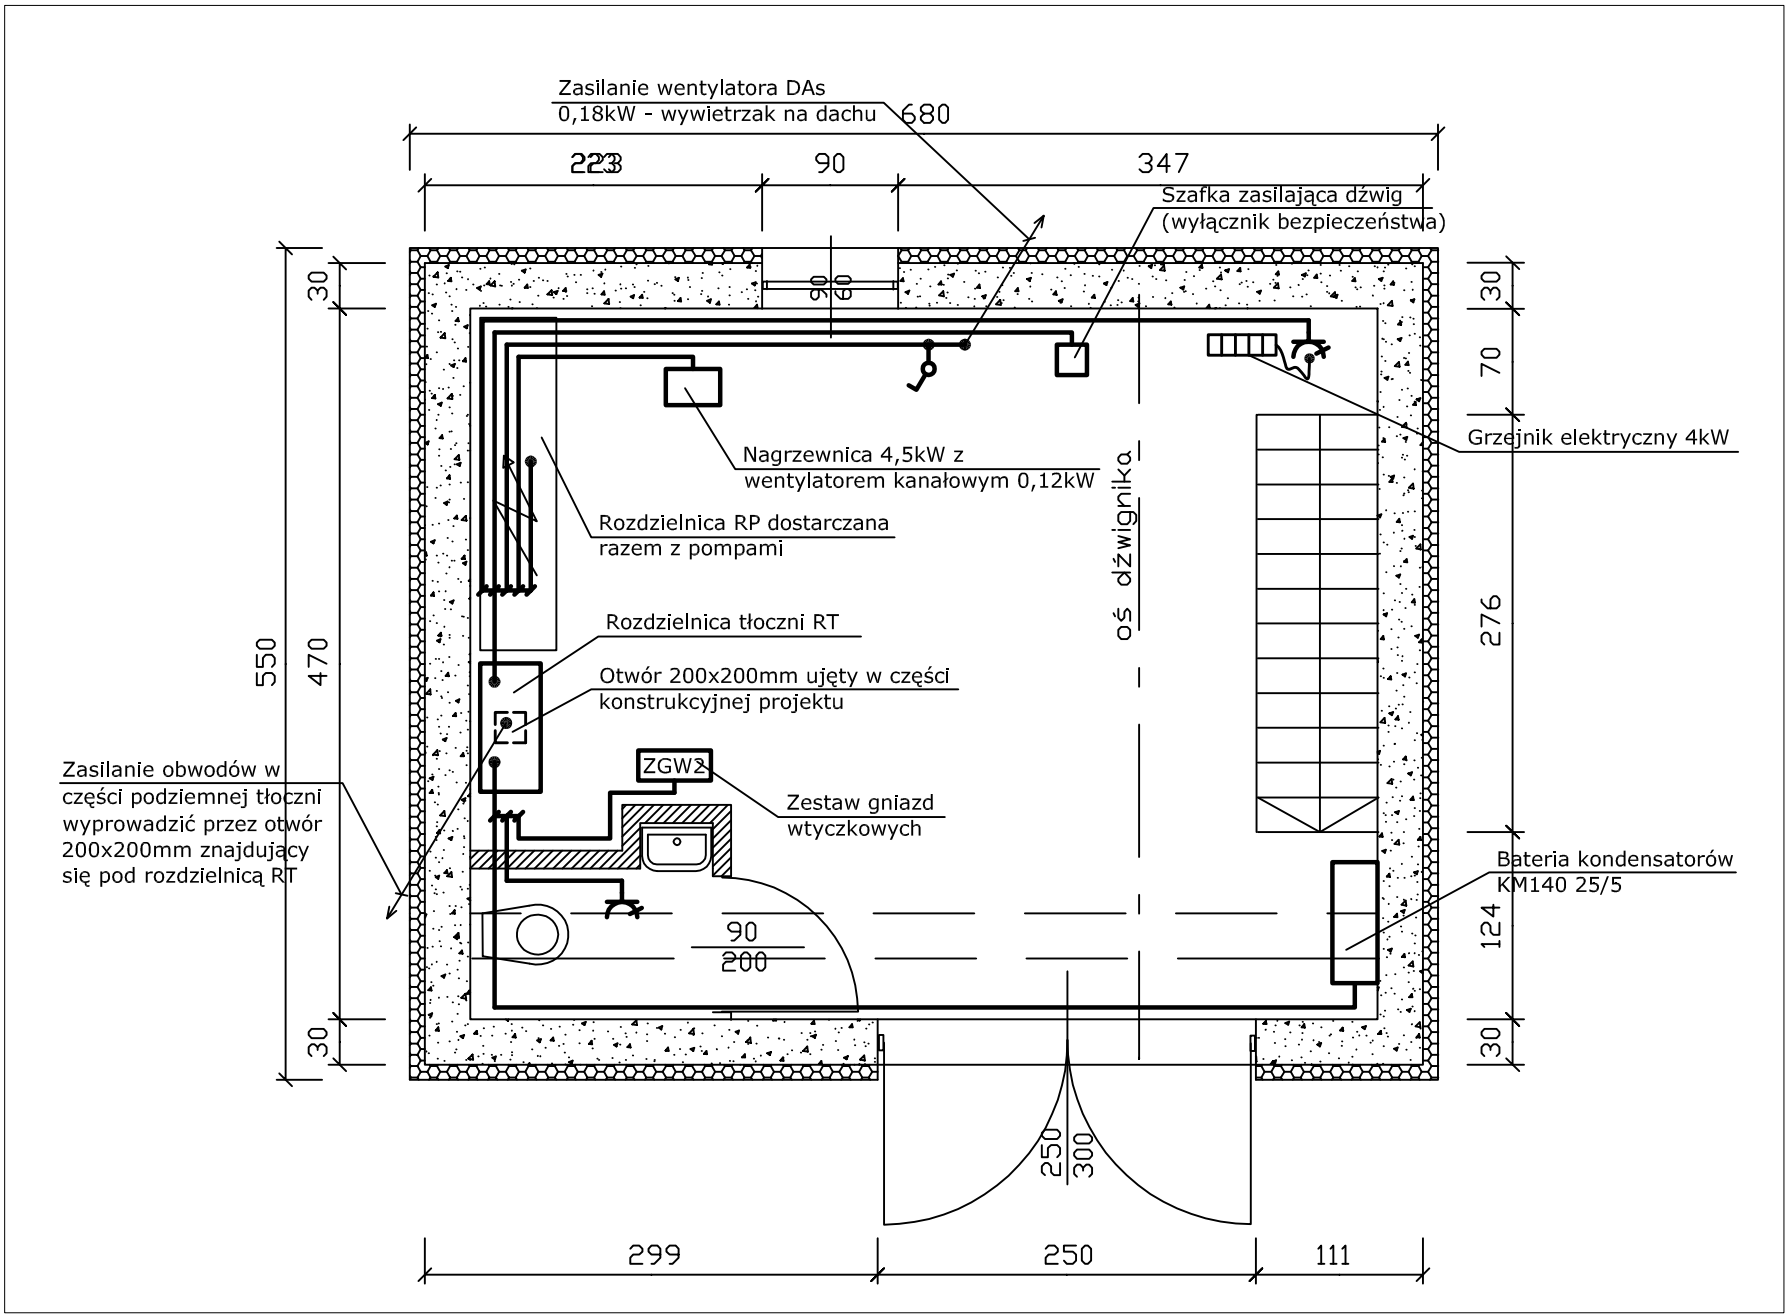 Zasilanie wentylatora DAs
0,18kW - wywietrzak na dachu
680
223
90
347
Szafka zasilająca dźwig
(wyłącznik bezpieczeństwa)
30
90
60
30
70
Grzejnik elektryczny 4kW
Nagrzewnica 4,5kW z
wentylatorem kanałowym 0,12kW
oś dźwignika
Rozdzielnica RP dostarczana
razem z pompami
276
Rozdzielnica tłoczni RT
550
470
Otwór 200x200mm ujęty w części
konstrukcyjnej projektu
Zasilanie obwodów w
części podziemnej tłoczni
wyprowadzić przez otwór
200x200mm znajdujący
się pod rozdzielnicą RT
ZGW2
Zestaw gniazd
wtyczkowych
Bateria kondensatorów
KM140 25/5
124
90
200
30
30
250
300
299
250
111